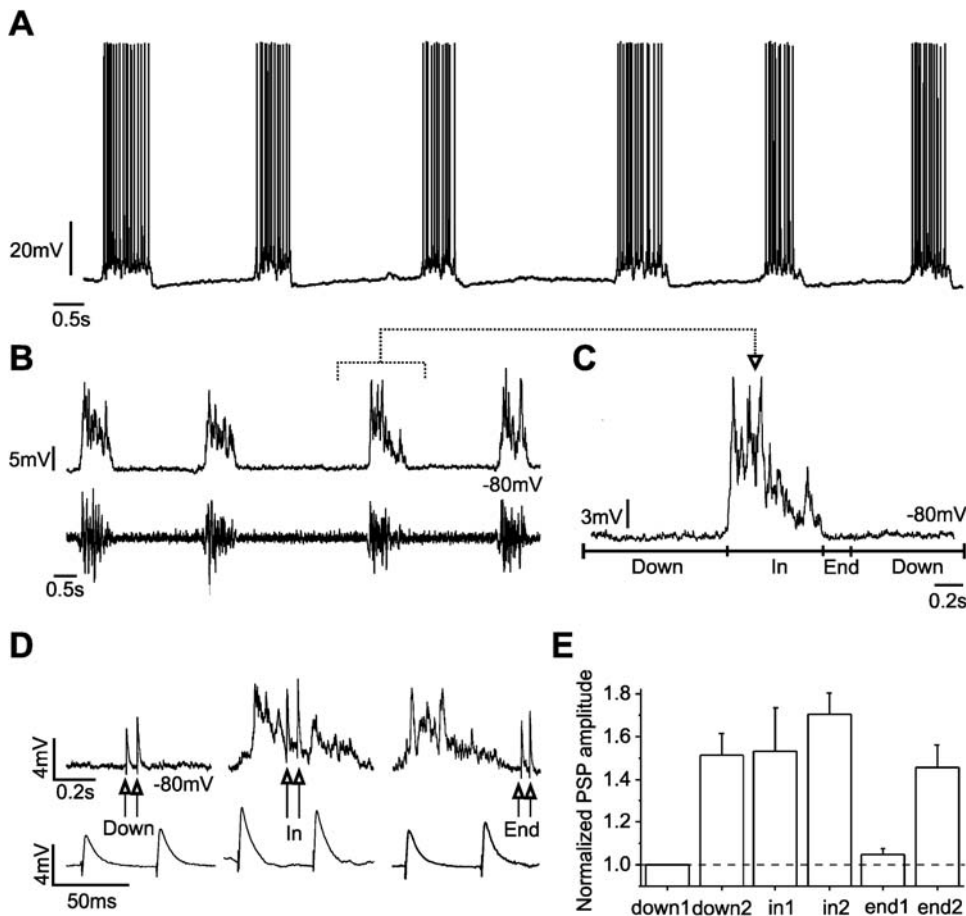 A
20mV
0.5s
B
5mV
-80mV
0.5s
C
3mV
-80mV
Down In End Down
0.2s
D
4mV
0.2s
-80mV
Down In End
4mV
50ms
E
Normalized PSP amplitude
1.8
1.6
1.4
1.2
1.0
down1 down2 in1 in2 end1 end2